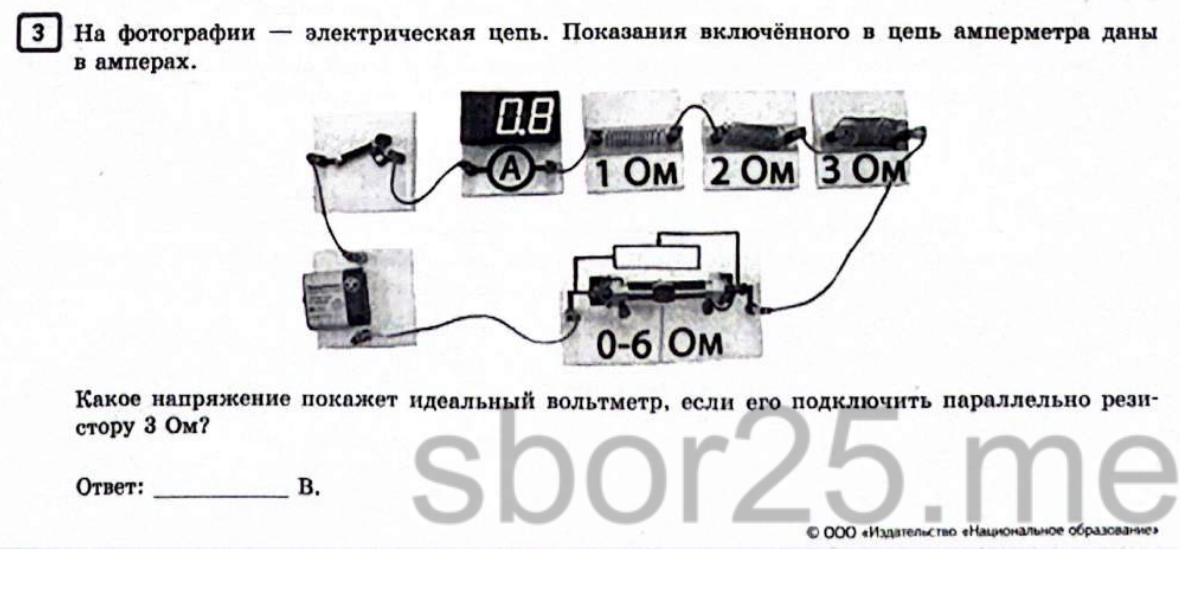 3 На фотографии — электрическая цепь. Показания включённого в цепь амперметра даны
в амперах.
0.8
A
1 Ом 2 Ом 3 Ом
0-6 Ом
Какое напряжение покажет идеальный вольтметр, если его подключить параллельно рези-
стору 3 Ом?
sbor25.me
Ответ: __________ В.
© ООО «Издательство «Национальное образование»